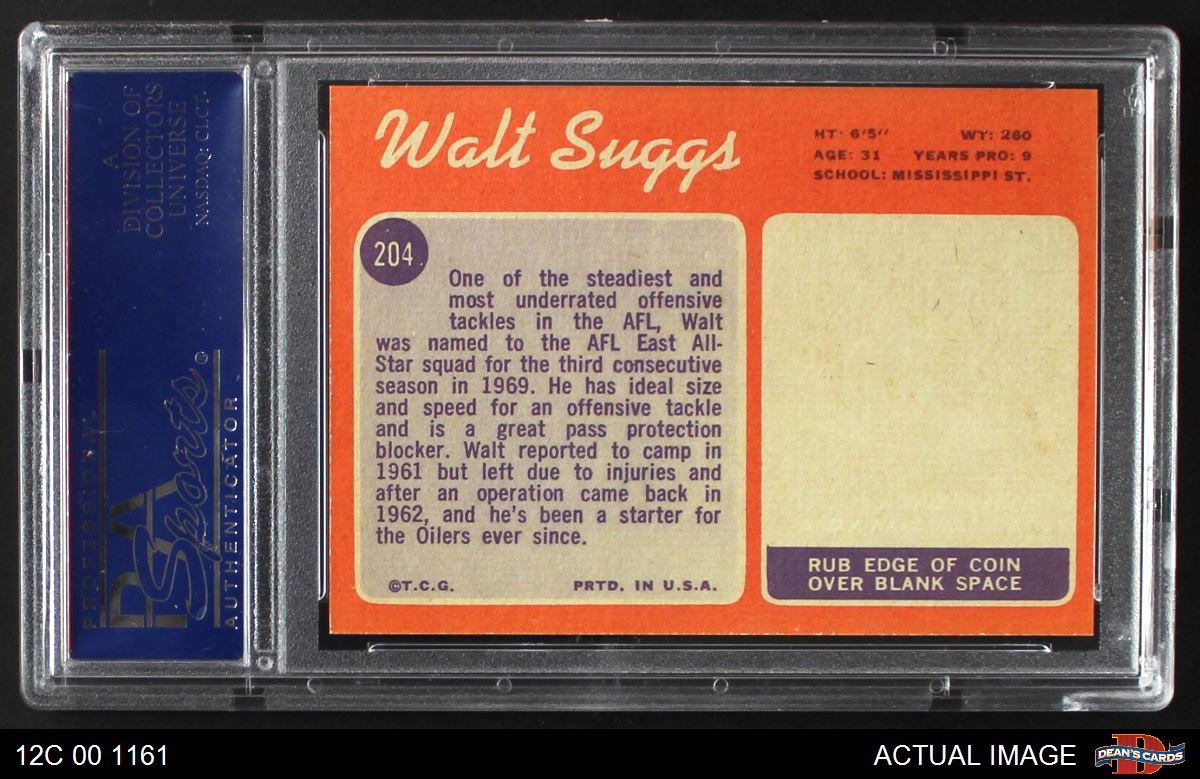 A
DIVISION OF
COLLECTORS
UNIVERSE
NASDAQ: CLCT
PROFESSIONAL
PSA
Sports®
AUTHENTICATOR
Walt Suggs
HT: 6'5'' WT: 260
AGE: 31 YEARS PRO: 9
SCHOOL: MISSISSIPPI ST.
204
One of the steadiest and
most underrated offensive
tackles in the AFL, Walt
was named to the AFL East All-
Star squad for the third consecutive
season in 1969. He has ideal size
and speed for an offensive tackle
and is a great pass protection
blocker. Walt reported to camp in
1961 but left due to injuries and
after an operation came back in
1962, and he's been a starter for
the Oilers ever since.
©T.C.G. PRTD. IN U.S.A.
RUB EDGE OF COIN
OVER BLANK SPACE
12C 00 1161
ACTUAL IMAGE
D
DEAN'S CARDS